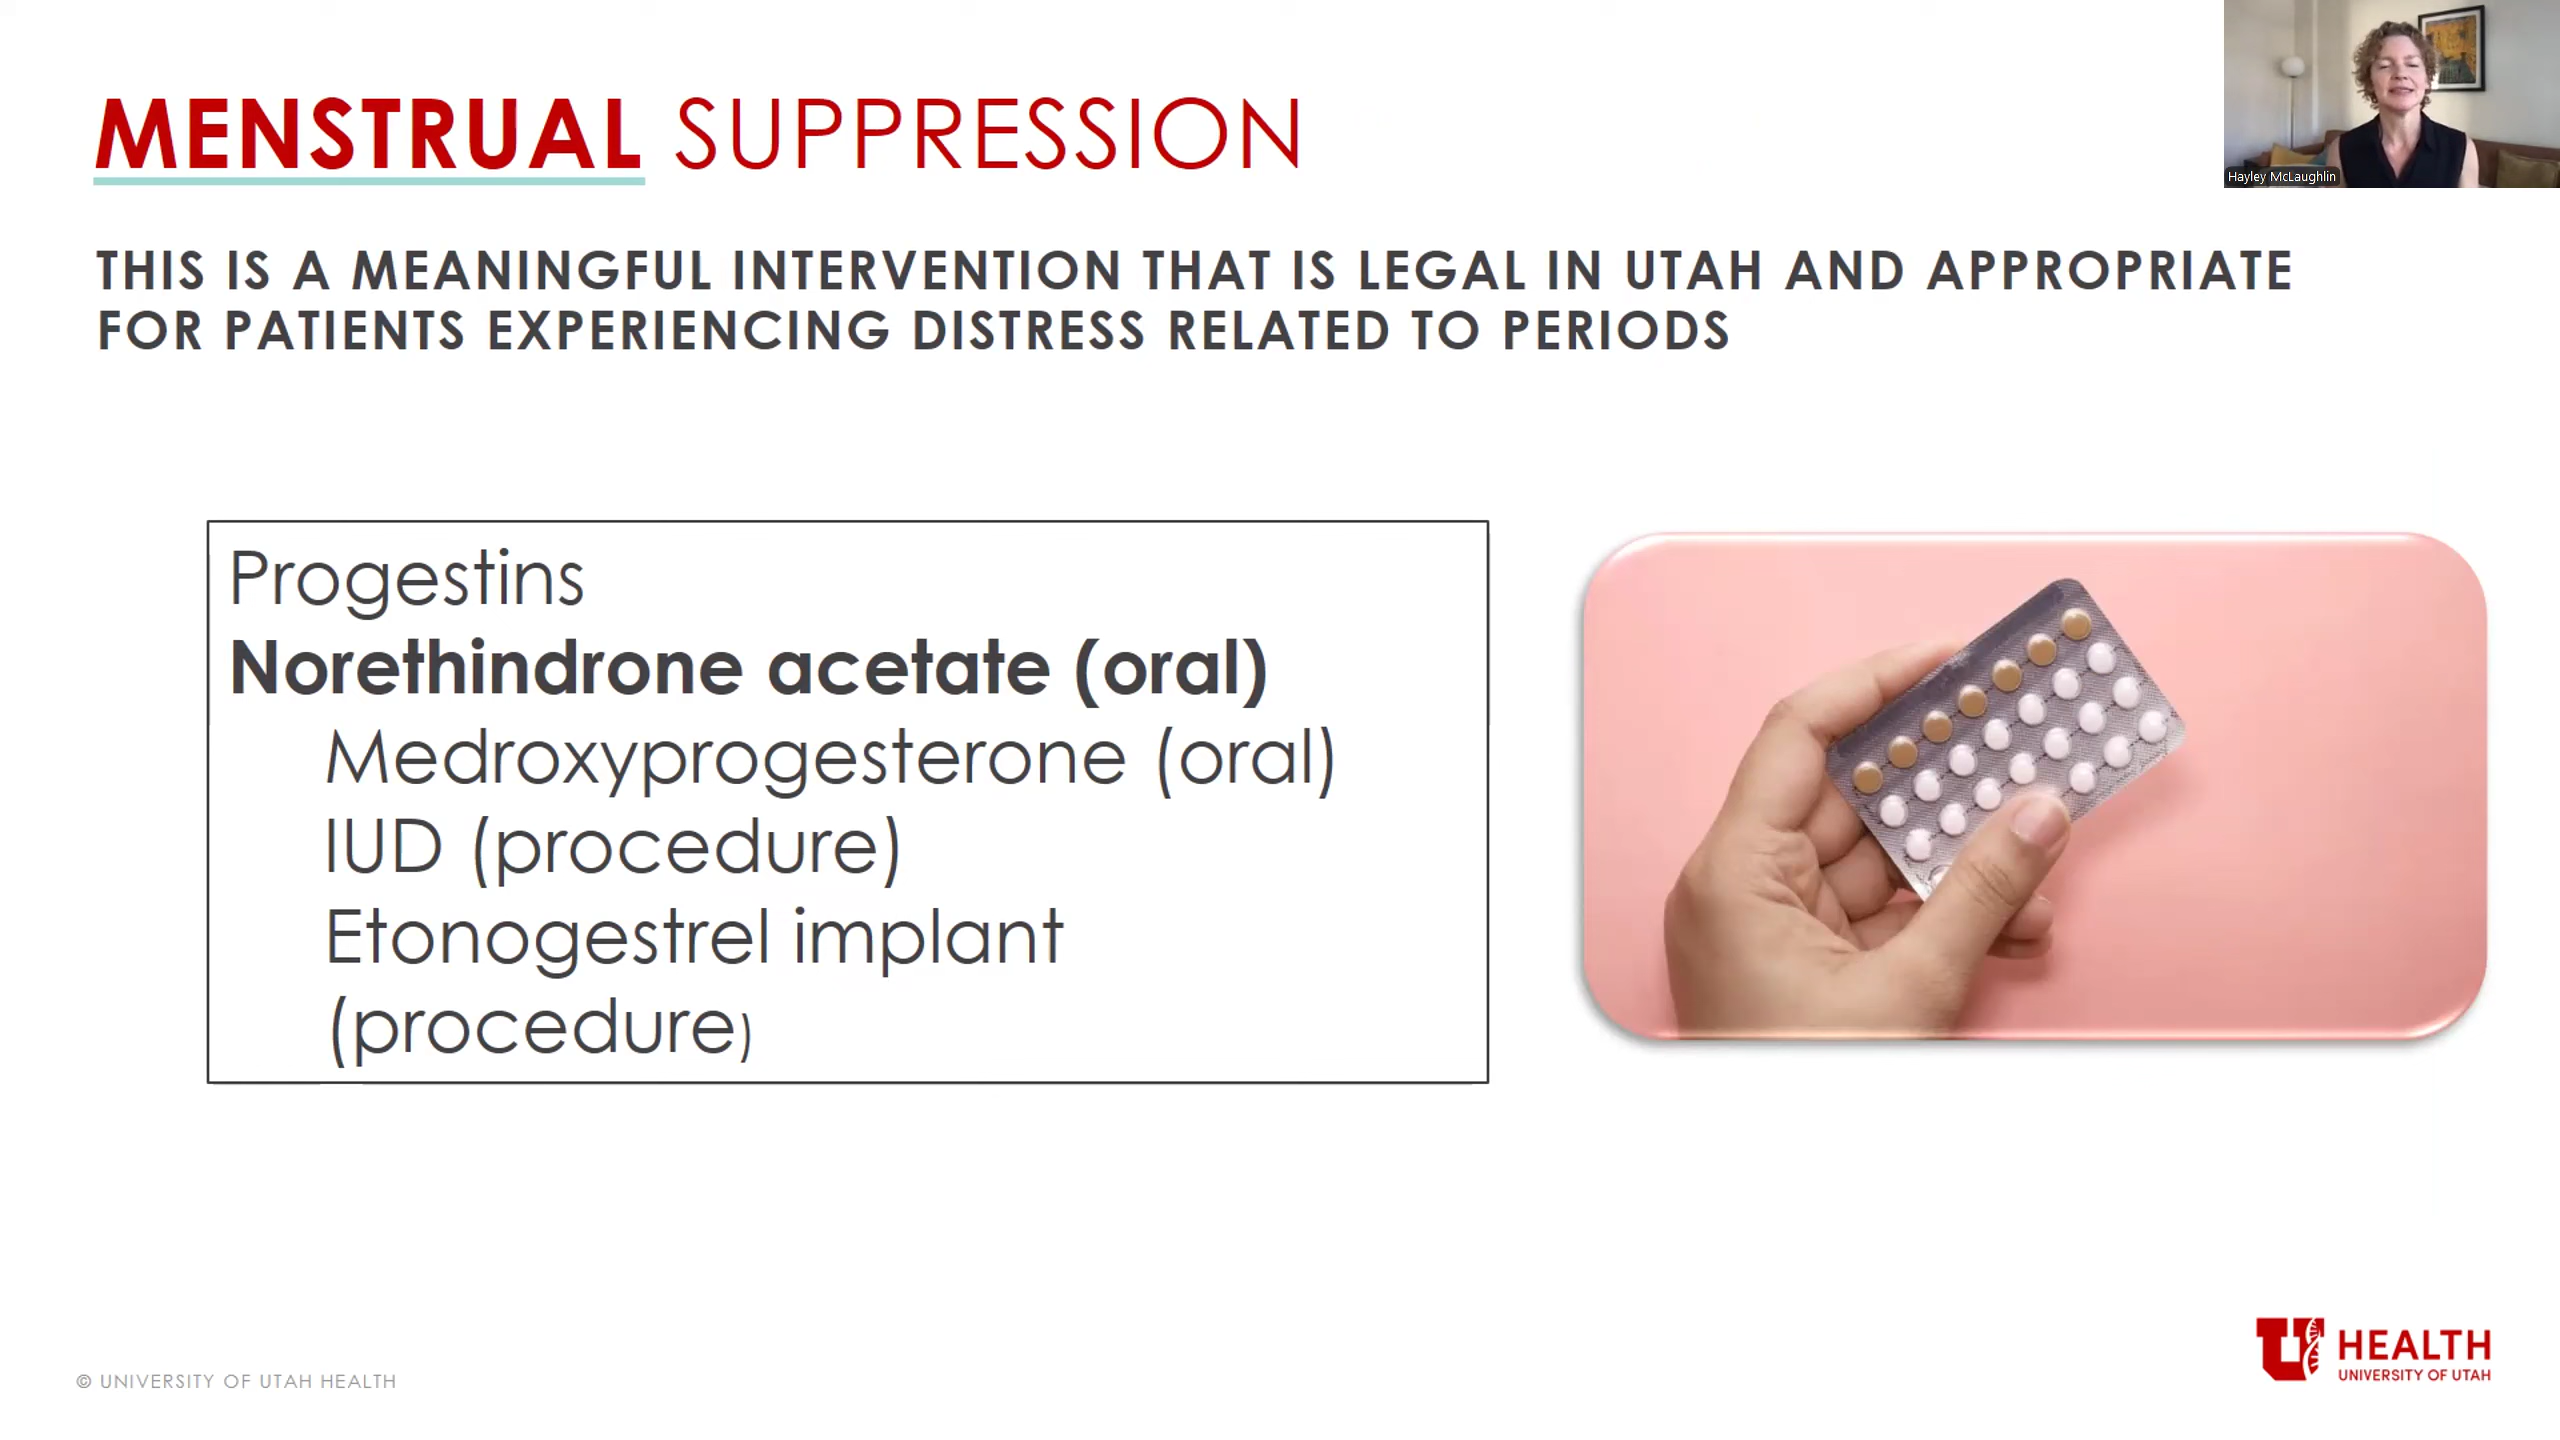 MENSTRUAL SUPPRESSION
Hayley McLaughlin
THIS IS A MEANINGFUL INTERVENTION THAT IS LEGAL IN UTAH AND APPROPRIATE
FOR PATIENTS EXPERIENCING DISTRESS RELATED TO PERIODS
Progestins
Norethindrone acetate (oral)
Medroxyprogesterone (oral)
IUD (procedure)
Etonogestrel implant
(procedure)
© UNIVERSITY OF UTAH HEALTH
U HEALTH
UNIVERSITY OF UTAH